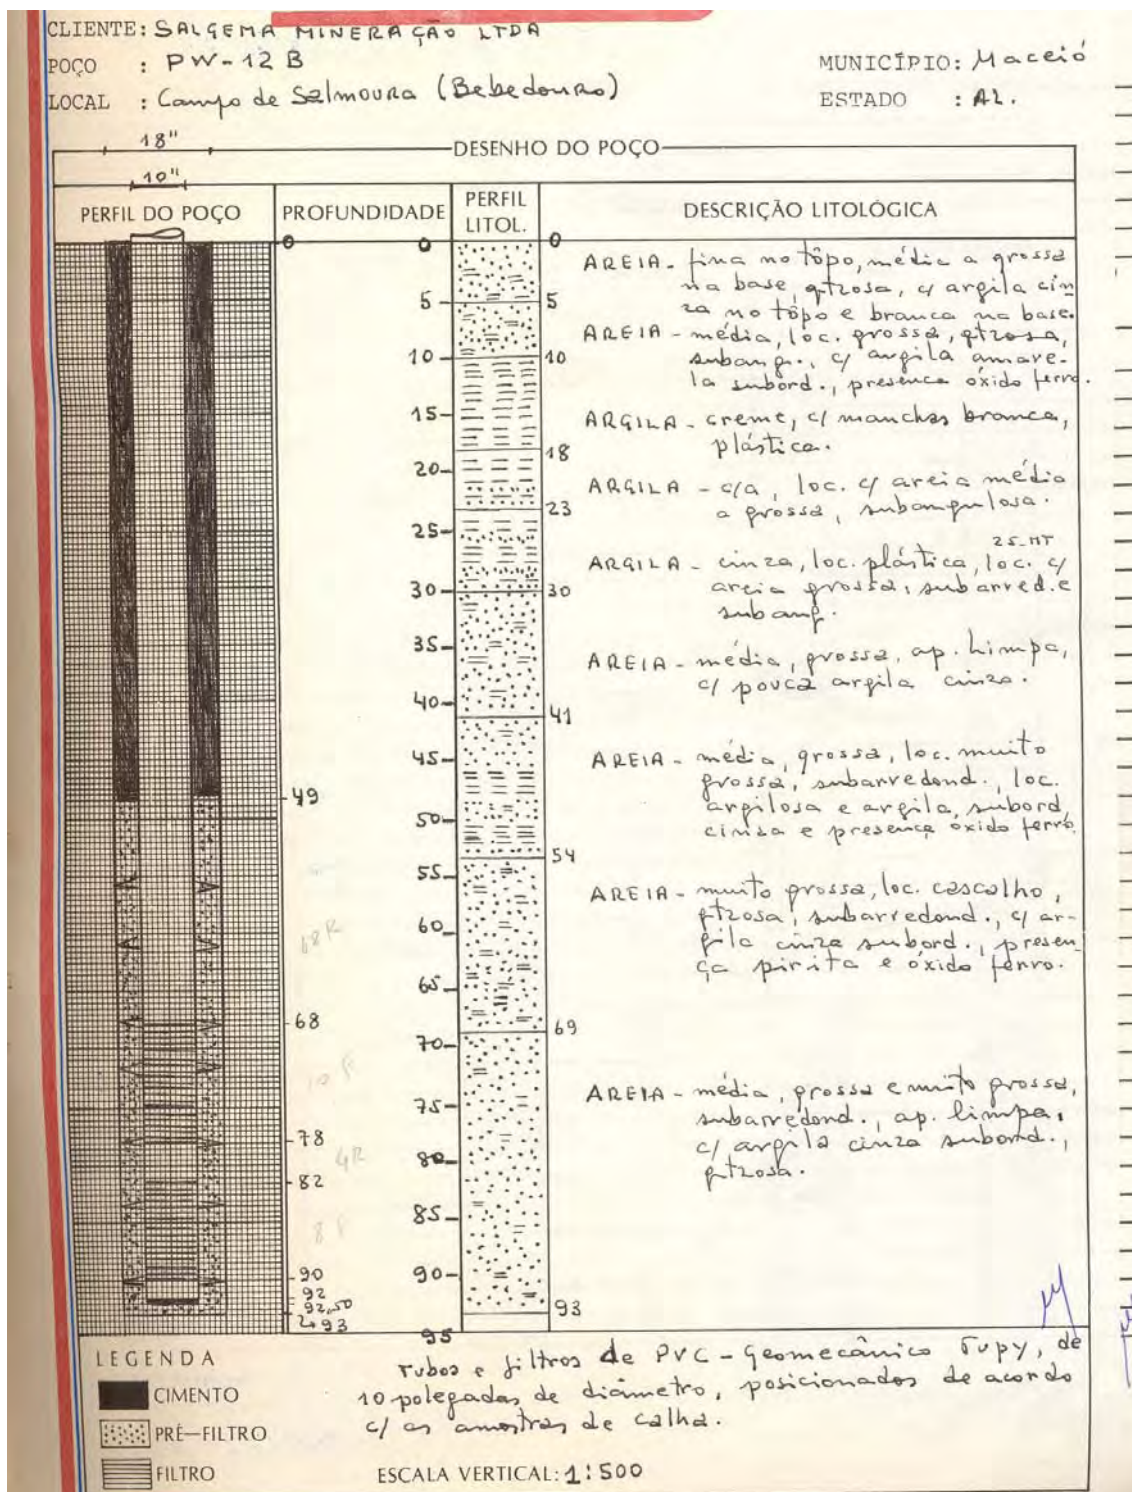 CLIENTE: SALGEMA MINERAÇÃO LTDA
POÇO : PW-12B
MUNICÍPIO: Maceió
LOCAL : Campo de Salmoura (Bebedouro)
ESTADO : AL.
18"
DESENHO DO POÇO
10"
PERFIL DO POÇO
PROFUNDIDADE
PERFIL
LITOL.
DESCRIÇÃO LITOLÓGICA
0 0 0
AREIA - fina no tôpo, média a grossa
na base, qtzosa, c/ argila cin
za no tôpo e branca na base.
5 5
AREIA - média, loc. grossa, qtzosa,
subang., c/ argila amare-
la subord., presença óxido ferro.
10 10
15
ARGILA - creme, c/ manchas branca,
plástica.
18
20
ARGILA - c/a, loc. c/ areia média
a grossa, subangulosa.
23
25
25-MT
ARGILA - cinza, loc. plástica, loc. c/
areia grossa, subarred. e
subang.
30 30
35
AREIA - média, grossa, ap. limpa,
c/ pouca argila cinza.
40
41
45
AREIA - média, grossa, loc. muito
grossa, subarredond., loc.
argilosa e argila, subord,
cinza e presença óxido ferro.
49
50
54
55
AREIA - muito grossa, loc. cascalho,
qtzosa, subarredond., c/ ar-
gila cinza subord., presen-
ça pirita e óxido ferro.
60
18R
65
68
69
70
10 F
75
AREIA - média, grossa e muito grossa,
subarredond., ap. limpa,
c/ argila cinza subord.,
qtzosa.
78
80
4R
82
85
8 F
90 90
92
92,50
93
93
95
LEGENDA
CIMENTO
PRÉ-FILTRO
FILTRO
Tubos e filtros de PVC - Geomecânico Tupy, de
10 polegadas de diâmetro, posicionados de acordo
c/ as amostras de calha.
ESCALA VERTICAL: 1:500